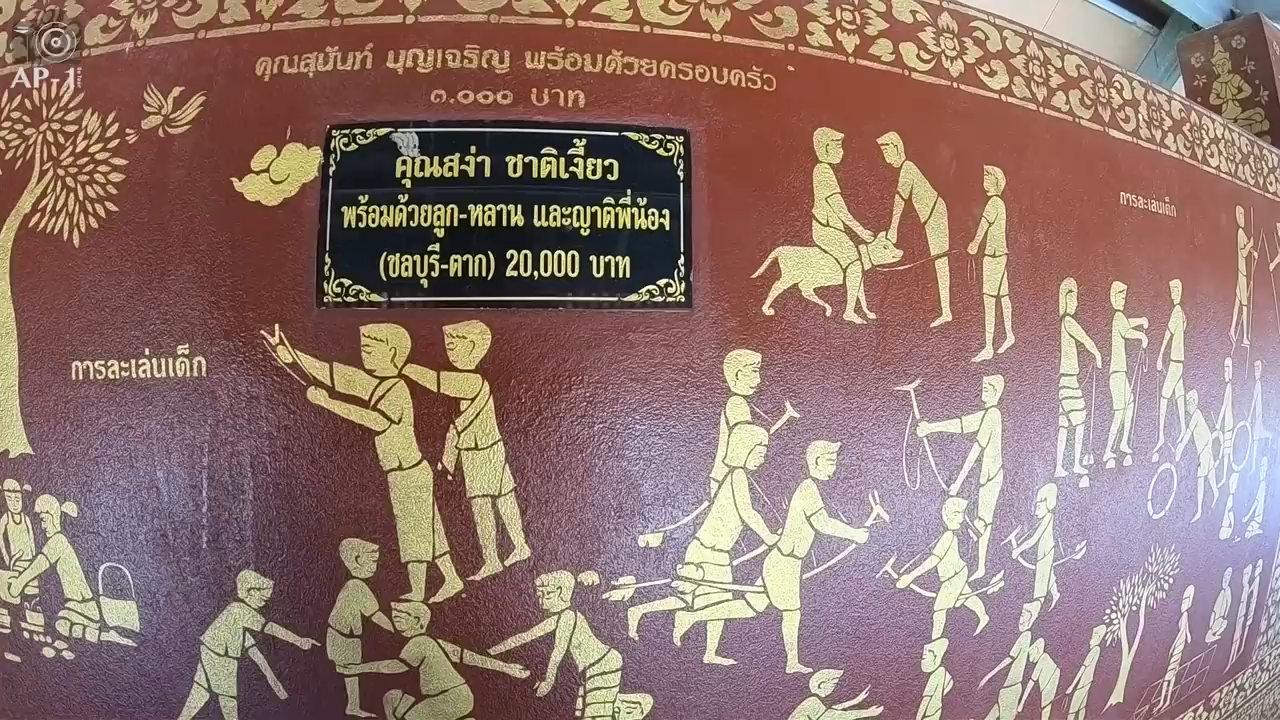 AP-1
คุณสุนันท์ บุญเจริญ พร้อมด้วยครอบครัว
๓.๐๐๐ บาท
คุณสง่า ชาติเงี้ยว
พร้อมด้วยลูก-หลาน และญาติพี่น้อง
(ชลบุรี-ตาก) 20,000 บาท
การละเล่นเด็ก
การละเล่นเด็ก